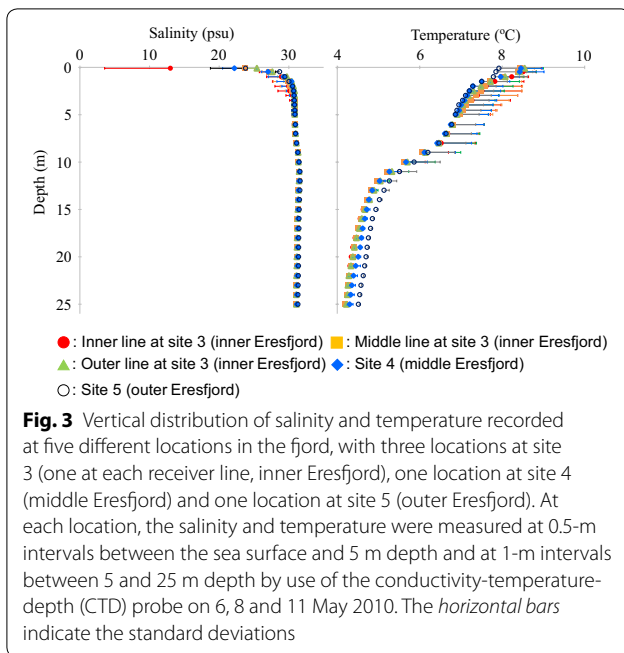 Salinity (psu) Temperature (ºC)
0 10 20 30 4 6 8 10
0
5
10
15
20
25
Depth (m)
: Inner line at site 3 (inner Eresfjord) : Middle line at site 3 (inner Eresfjord)
: Outer line at site 3 (inner Eresfjord) : Site 4 (middle Eresfjord)
: Site 5 (outer Eresfjord)
Fig. 3 Vertical distribution of salinity and temperature recorded
at five different locations in the fjord, with three locations at site
3 (one at each receiver line, inner Eresfjord), one location at site 4
(middle Eresfjord) and one location at site 5 (outer Eresfjord). At
each location, the salinity and temperature were measured at 0.5-m
intervals between the sea surface and 5 m depth and at 1-m intervals
between 5 and 25 m depth by use of the conductivity-temperature-
depth (CTD) probe on 6, 8 and 11 May 2010. The horizontal bars
indicate the standard deviations